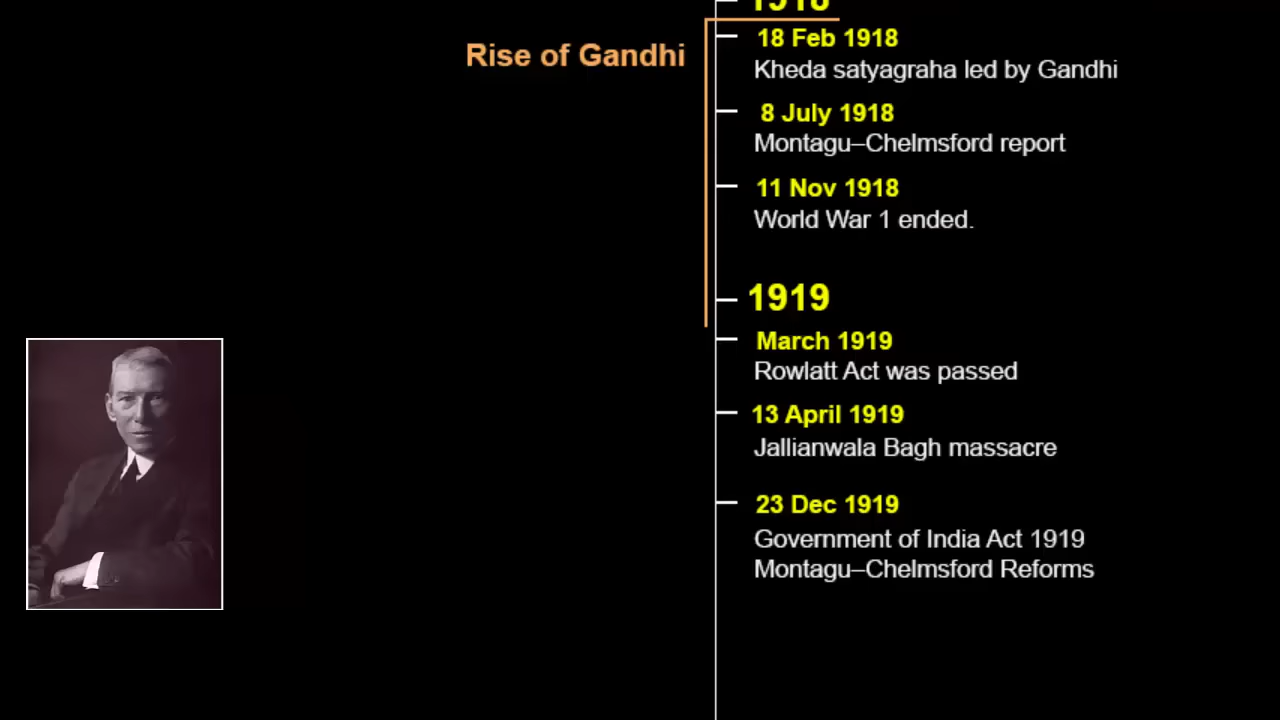 1918
Rise of Gandhi
18 Feb 1918
Kheda satyagraha led by Gandhi
8 July 1918
Montagu–Chelmsford report
11 Nov 1918
World War 1 ended.
1919
March 1919
Rowlatt Act was passed
13 April 1919
Jallianwala Bagh massacre
23 Dec 1919
Government of India Act 1919
Montagu–Chelmsford Reforms